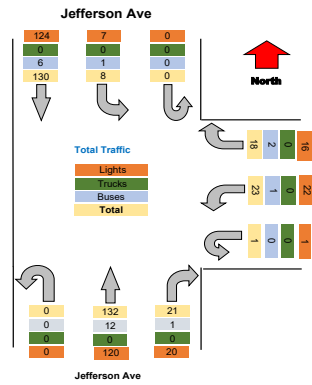 Jefferson Ave
124 7 0
0 0 0
6 1 0
130 8 0
North
18 2 0 16
Total Traffic
Lights
Trucks
Buses
Total
23 1 0 22
1 0 0 1
0 132 21
0 12 1
0 0 0
0 120 20
Jefferson Ave